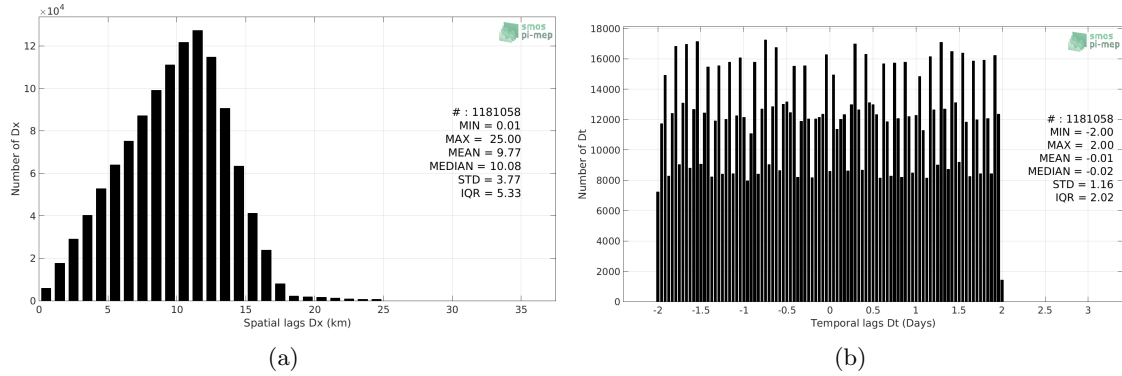 ×10⁴
12
10
8
6
4
2
0
0 5 10 15 20 25 30 35
Number of Dx
Spatial lags Dx (km)
smos
pi-mep
# : 1181058
MIN = 0.01
MAX = 25.00
MEAN = 9.77
MEDIAN = 10.08
STD = 3.77
IQR = 5.33
(a)
18000
16000
14000
12000
10000
8000
6000
4000
2000
0
-2 -1.5 -1 -0.5 0 0.5 1 1.5 2 2.5 3
Number of Dt
Temporal lags Dt (Days)
smos
pi-mep
# : 1181058
MIN = -2.00
MAX = 2.00
MEAN = -0.01
MEDIAN = -0.02
STD = 1.16
IQR = 2.02
(b)